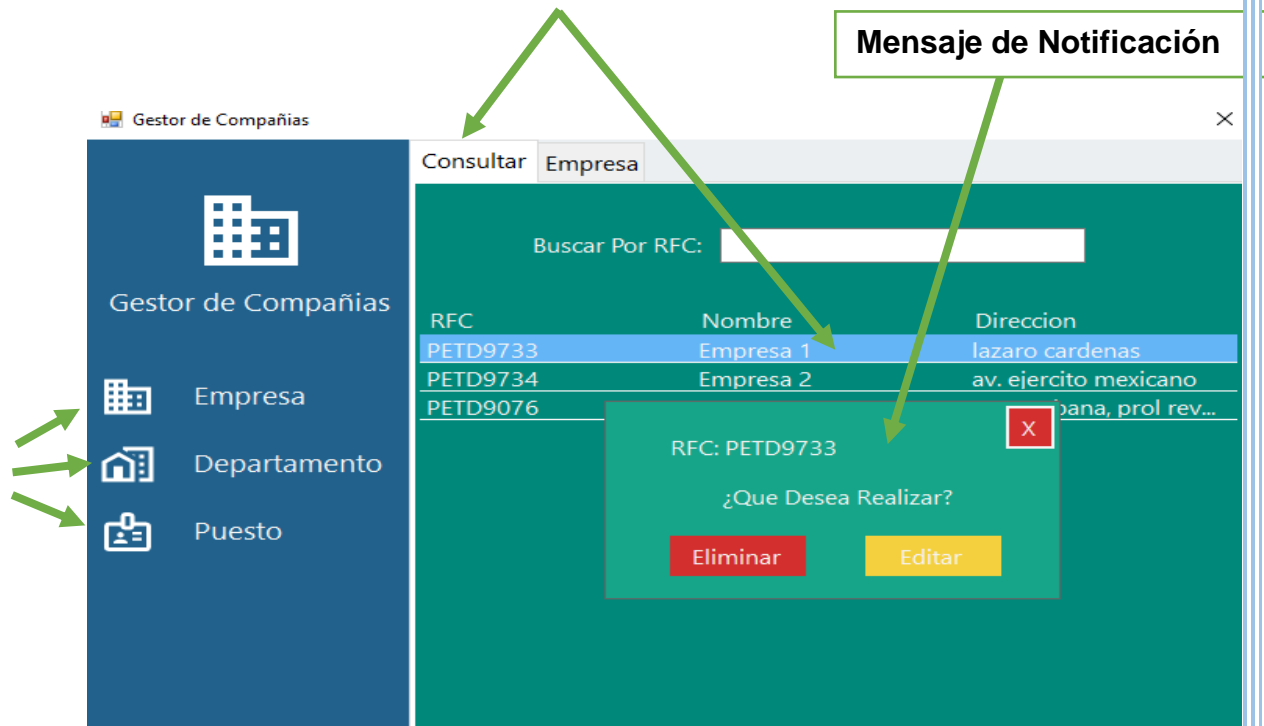 Mensaje de Notificación
Gestor de Compañias
Consultar Empresa
Buscar Por RFC:
Gestor de Compañias
RFC Nombre Direccion
PETD9733 Empresa 1 lazaro cardenas
PETD9734 Empresa 2 av. ejercito mexicano
PETD9076 prol rev...
X
RFC: PETD9733
¿Que Desea Realizar?
Eliminar Editar
Empresa
Departamento
Puesto